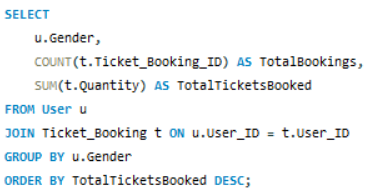 SELECT
u.Gender,
COUNT(t.Ticket_Booking_ID) AS TotalBookings,
SUM(t.Quantity) AS TotalTicketsBooked
FROM User u
JOIN Ticket_Booking t ON u.User_ID = t.User_ID
GROUP BY u.Gender
ORDER BY TotalTicketsBooked DESC;